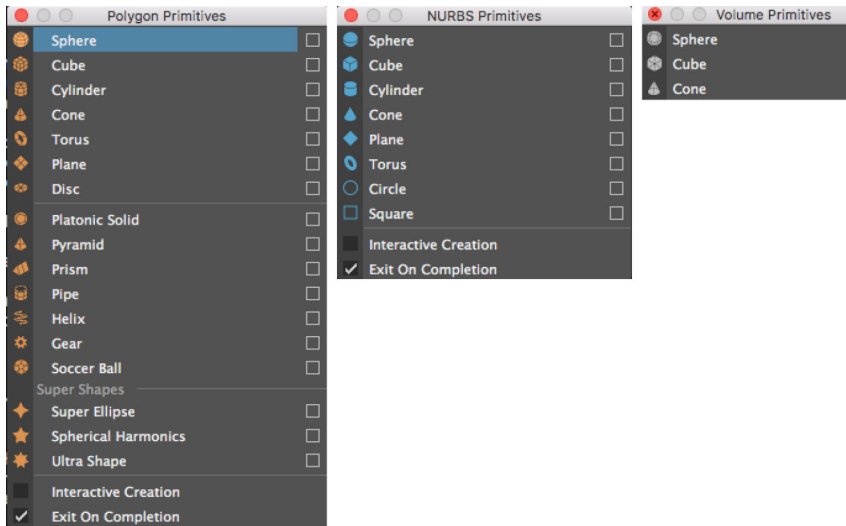 Polygon Primitives
Sphere
Cube
Cylinder
Cone
Torus
Plane
Disc
Platonic Solid
Pyramid
Prism
Pipe
Helix
Gear
Soccer Ball
Super Shapes
Super Ellipse
Spherical Harmonics
Ultra Shape
Interactive Creation
Exit On Completion
NURBS Primitives
Sphere
Cube
Cylinder
Cone
Plane
Torus
Circle
Square
Interactive Creation
Exit On Completion
Volume Primitives
Sphere
Cube
Cone